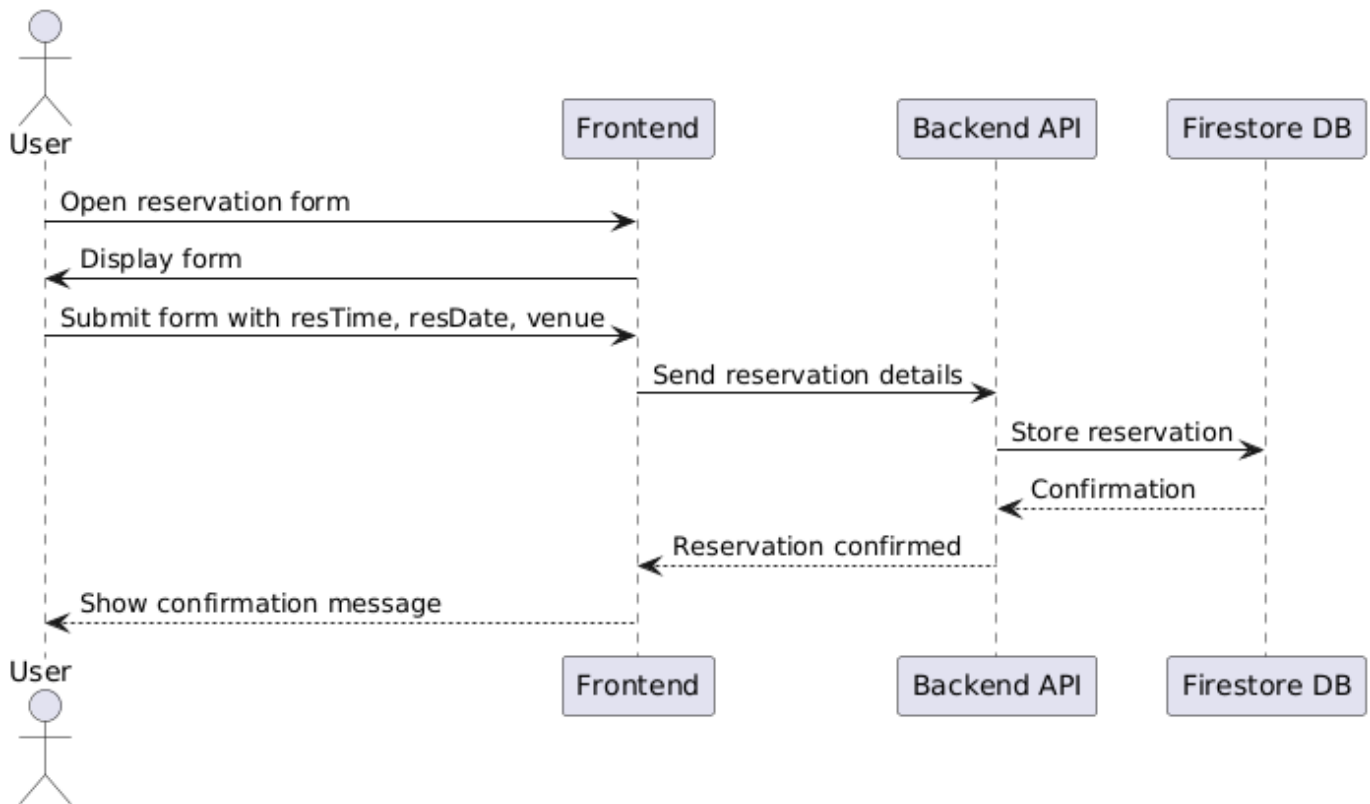 User
Frontend
Backend API
Firestore DB
Open reservation form
Display form
Submit form with resTime, resDate, venue
Send reservation details
Store reservation
Confirmation
Reservation confirmed
Show confirmation message
User
Frontend
Backend API
Firestore DB